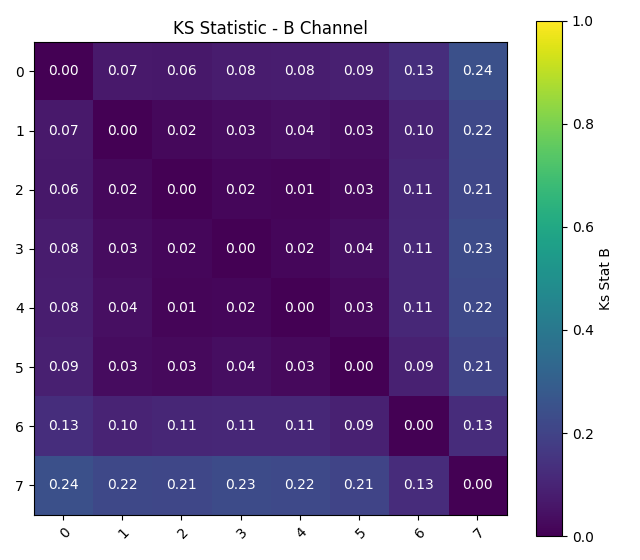 KS Statistic - B Channel
0 0.00 0.07 0.06 0.08 0.08 0.09 0.13 0.24
1 0.07 0.00 0.02 0.03 0.04 0.03 0.10 0.22
2 0.06 0.02 0.00 0.02 0.01 0.03 0.11 0.21
3 0.08 0.03 0.02 0.00 0.02 0.04 0.11 0.23
4 0.08 0.04 0.01 0.02 0.00 0.03 0.11 0.22
5 0.09 0.03 0.03 0.04 0.03 0.00 0.09 0.21
6 0.13 0.10 0.11 0.11 0.11 0.09 0.00 0.13
7 0.24 0.22 0.21 0.23 0.22 0.21 0.13 0.00
0 1 2 3 4 5 6 7
1.0
0.8
0.6
0.4
0.2
0.0
Ks Stat B